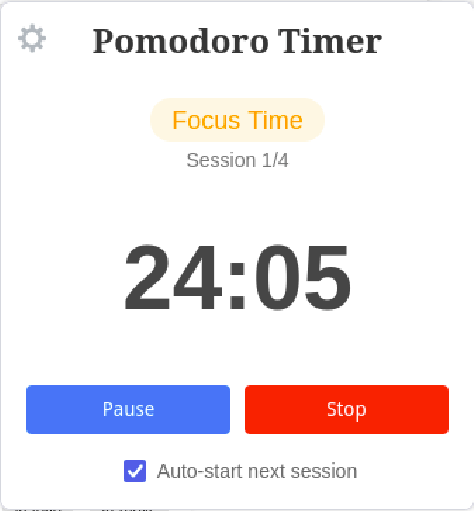 Pomodoro Timer
Focus Time
Session 1/4
24:05
Pause
Stop
Auto-start next session